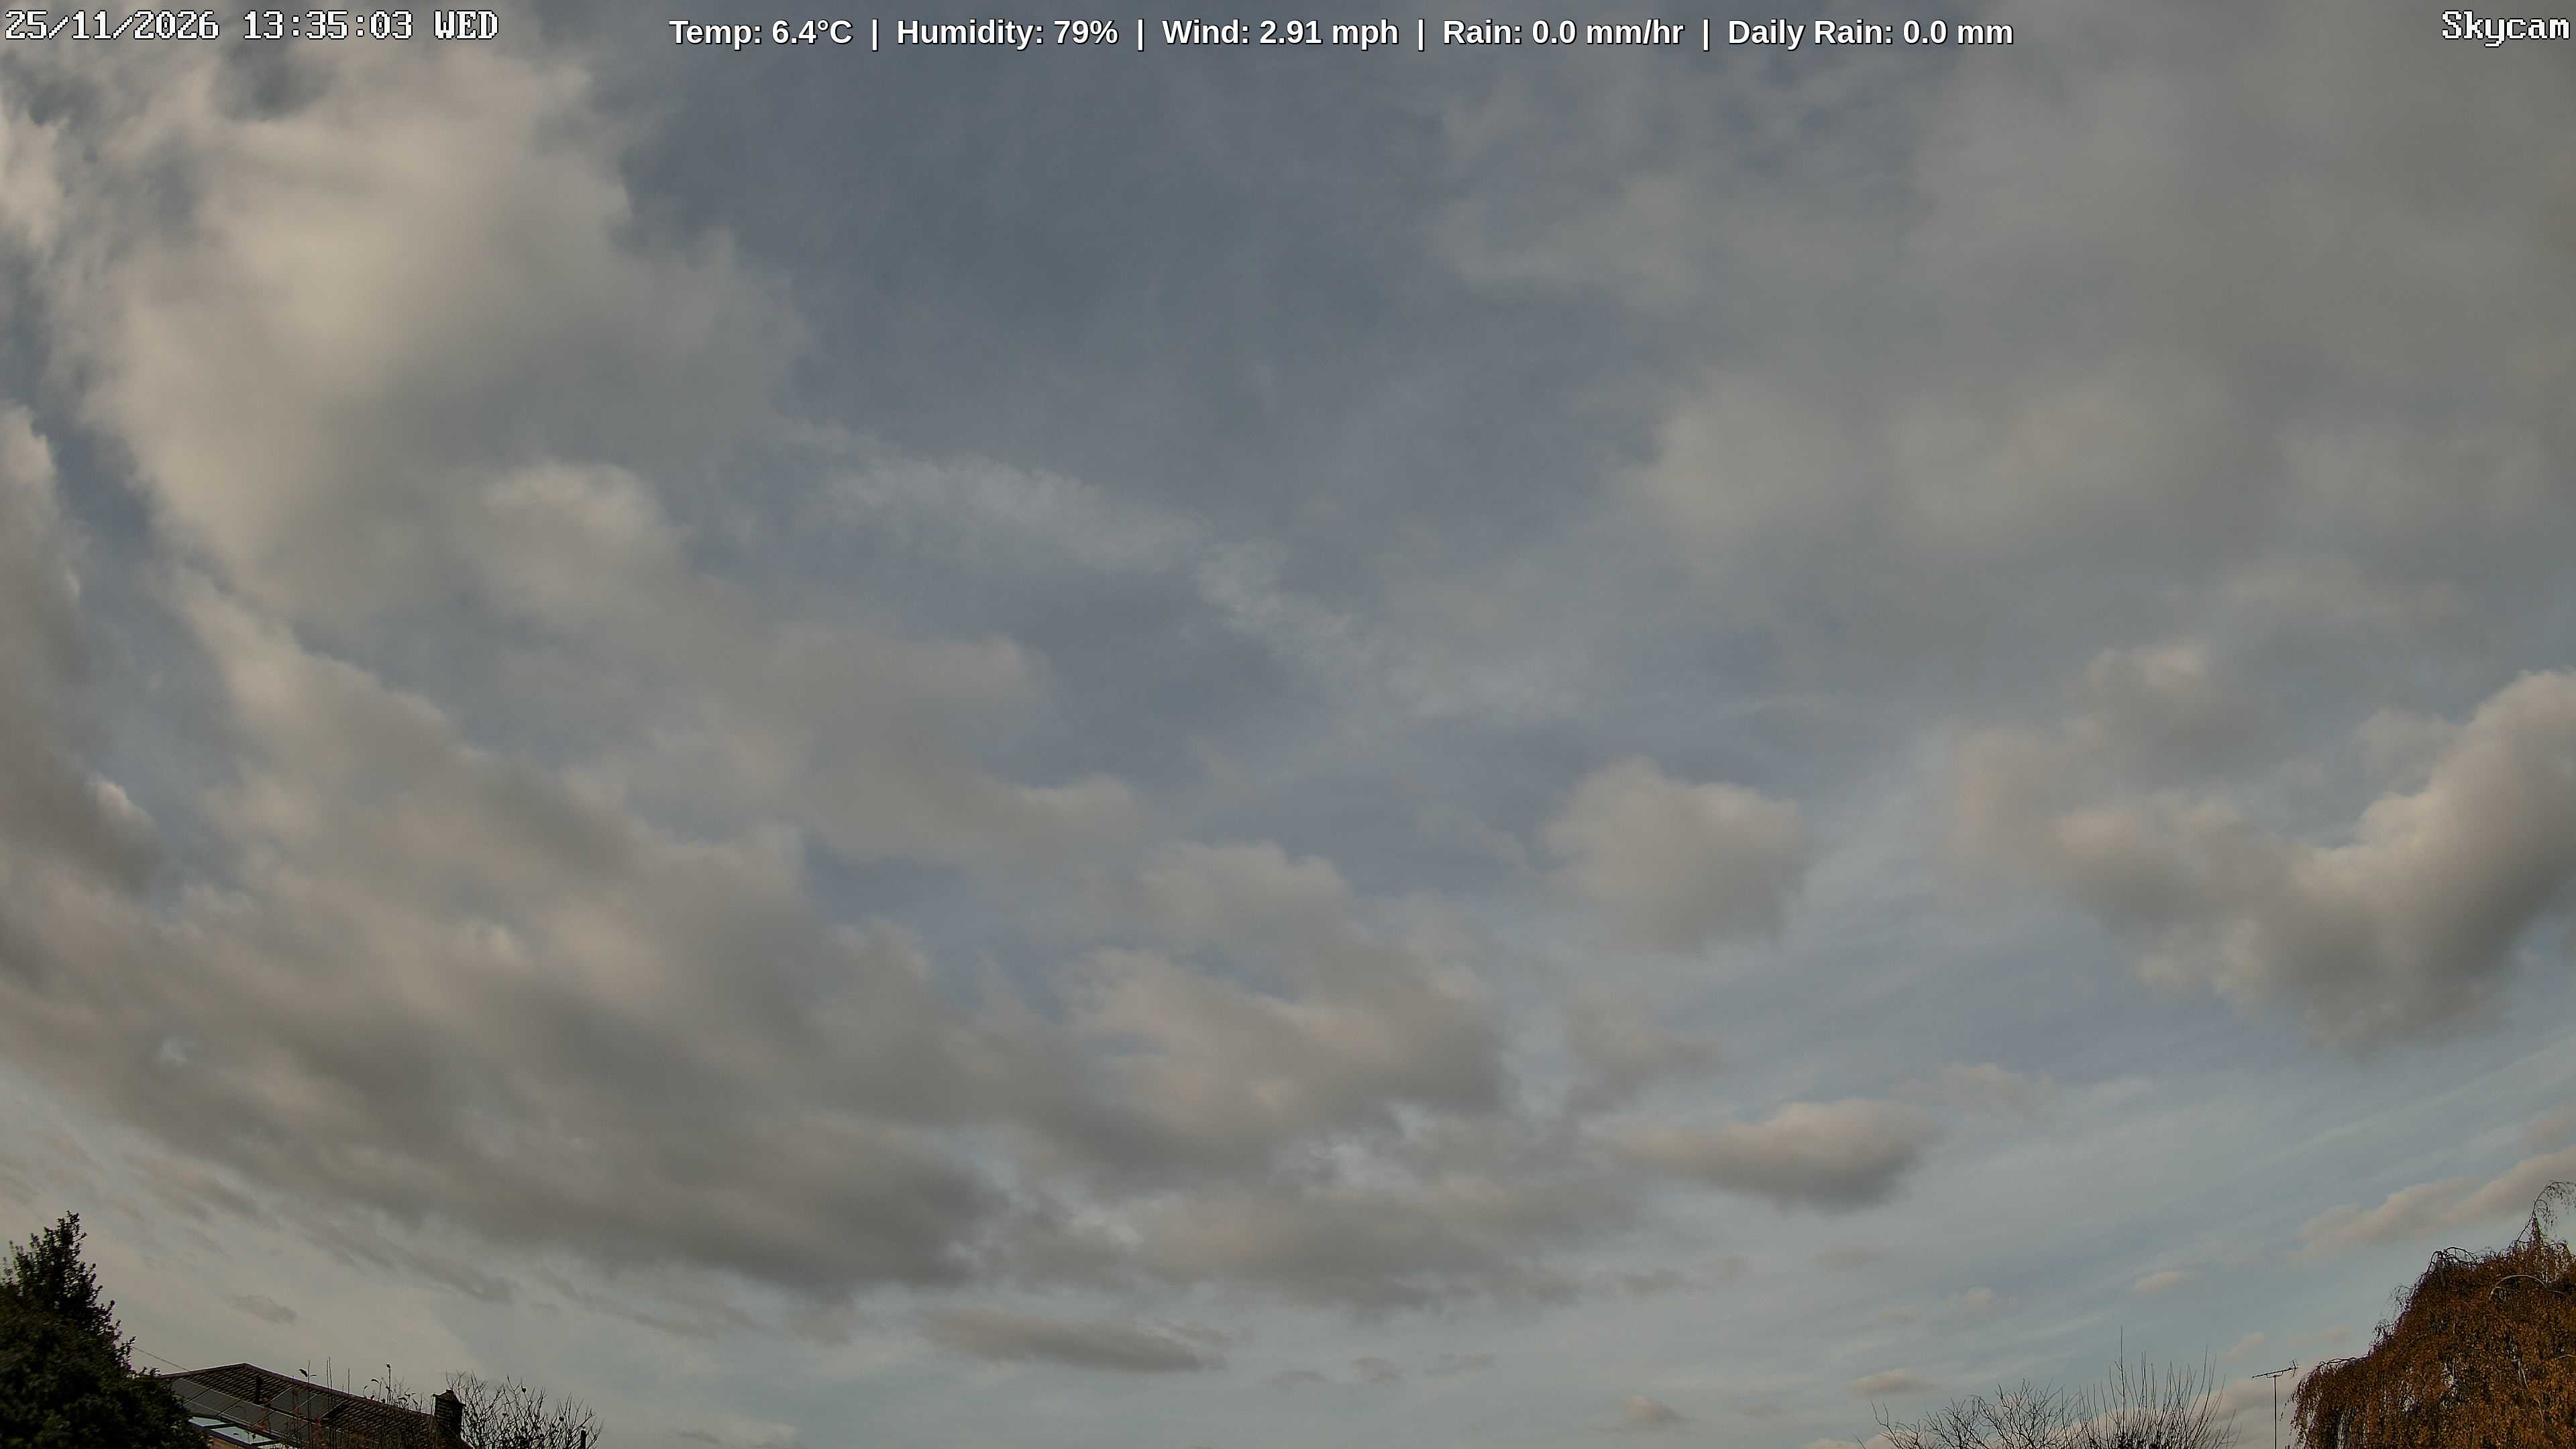 25/11/2026 13:35:03 WED
Temp: 6.4°C | Humidity: 79% | Wind: 2.91 mph | Rain: 0.0 mm/hr | Daily Rain: 0.0 mm
Skycam